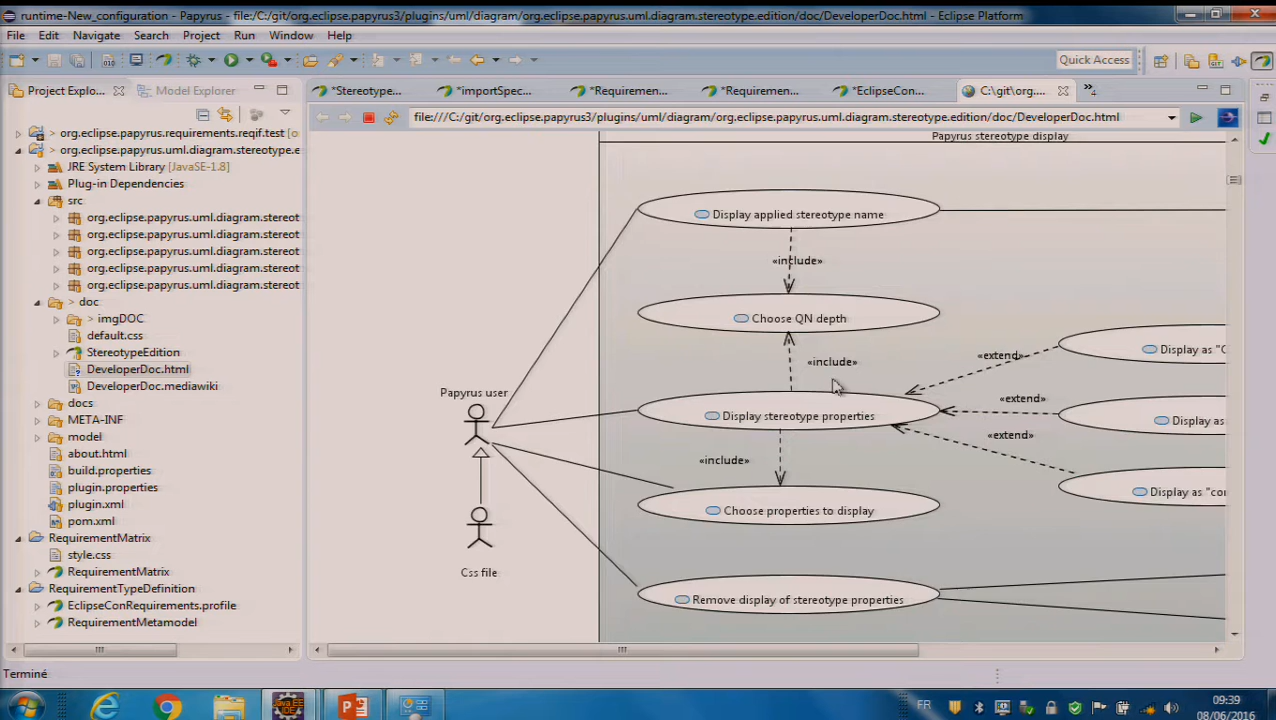 runtime-New_configuration - Papyrus - file:/C:/git/org.eclipse.papyrus3/plugins/uml/diagram/org.eclipse.papyrus.uml.diagram.stereotype.edition/doc/DeveloperDoc.html - Eclipse Platform
File Edit Navigate Search Project Run Window Help
Quick Access
Project Explo...
Model Explorer
*Stereotype...
*importSpec...
*Requiremen...
*Requiremen...
*EclipseCon...
C:\git\org....
»4
file:///C:/git/org.eclipse.papyrus3/plugins/uml/diagram/org.eclipse.papyrus.uml.diagram.stereotype.edition/doc/DeveloperDoc.html
org.eclipse.papyrus.requirements.reqif.test [o
org.eclipse.papyrus.uml.diagram.stereotype.e
JRE System Library [JavaSE-1.8]
Plug-in Dependencies
src
org.eclipse.papyrus.uml.diagram.stereot
org.eclipse.papyrus.uml.diagram.stereot
org.eclipse.papyrus.uml.diagram.stereot
org.eclipse.papyrus.uml.diagram.stereot
org.eclipse.papyrus.uml.diagram.stereot
> doc
> imgDOC
default.css
StereotypeEdition
DeveloperDoc.html
DeveloperDoc.mediawiki
docs
META-INF
model
about.html
build.properties
plugin.properties
plugin.xml
pom.xml
RequirementMatrix
style.css
RequirementMatrix
RequirementTypeDefinition
EclipseConRequirements.profile
RequirementMetamodel
Papyrus stereotype display
Display applied stereotype name
«include»
Choose QN depth
«include»
«extend»
Display as "C
Papyrus user
«extend»
Display stereotype properties
Display as
«extend»
«include»
Display as "con
Choose properties to display
Css file
Remove display of stereotype properties
Terminé
FR
09:39
08/06/2016